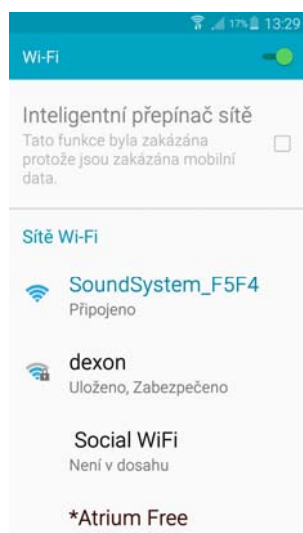 17% 13:29
Wi-Fi
Inteligentní přepínač sítě
Tato funkce byla zakázána
protože jsou zakázána mobilní
data.
Sítě Wi-Fi
SoundSystem_F5F4
Připojeno
dexon
Uloženo, Zabezpečeno
Social WiFi
Není v dosahu
*Atrium Free